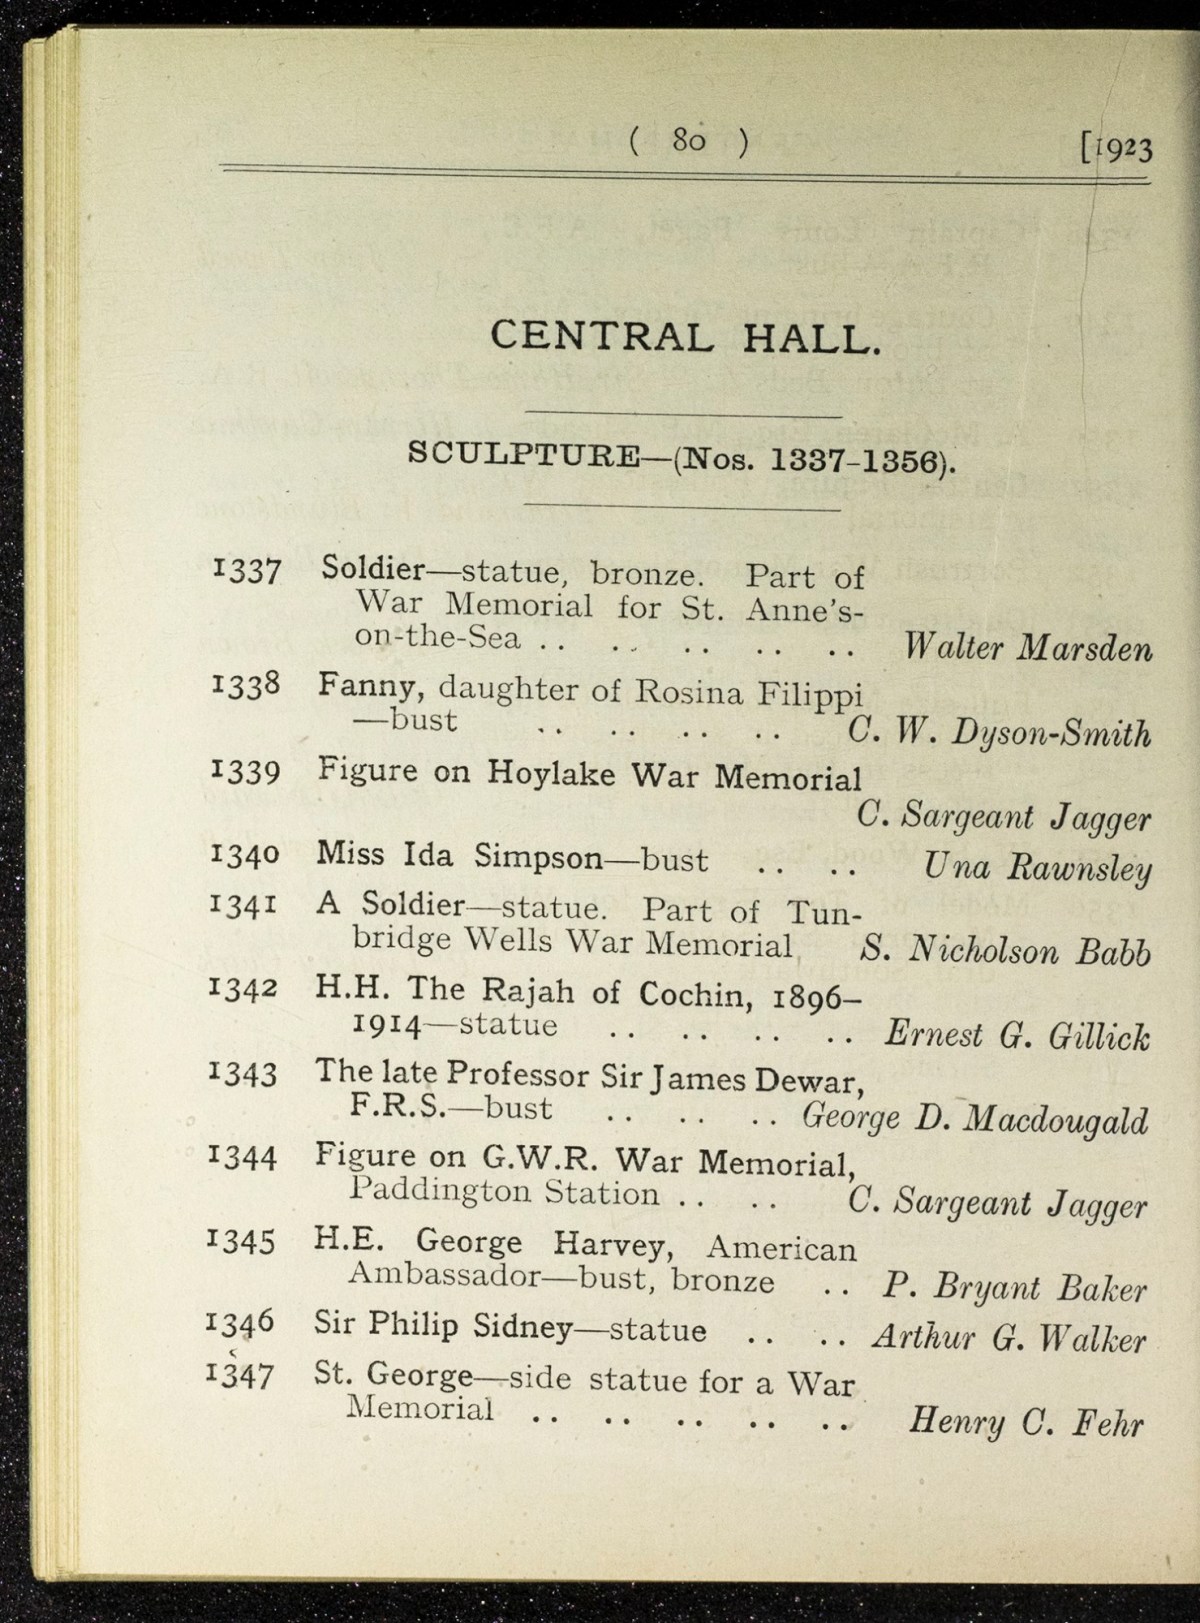 ( 80 ) [1923
CENTRAL HALL.
SCULPTURE—(Nos. 1337-1356).
1337 Soldier—statue, bronze. Part of
War Memorial for St. Anne's-
on-the-Sea .. .. .. .. .. Walter Marsden
1338 Fanny, daughter of Rosina Filippi
—bust .. .. .. .. C. W. Dyson-Smith
1339 Figure on Hoylake War Memorial
C. Sargeant Jagger
1340 Miss Ida Simpson—bust .. .. Una Rawnsley
1341 A Soldier—statue. Part of Tun-
bridge Wells War Memorial S. Nicholson Babb
1342 H.H. The Rajah of Cochin, 1896–
1914—statue .. .. .. .. Ernest G. Gillick
1343 The late Professor Sir James Dewar,
F.R.S.—bust .. .. .. George D. Macdougald
1344 Figure on G.W.R. War Memorial,
Paddington Station .. .. C. Sargeant Jagger
1345 H.E. George Harvey, American
Ambassador—bust, bronze .. P. Bryant Baker
1346 Sir Philip Sidney—statue .. .. Arthur G. Walker
1347 St. George—side statue for a War
Memorial .. .. .. .. .. Henry C. Fehr